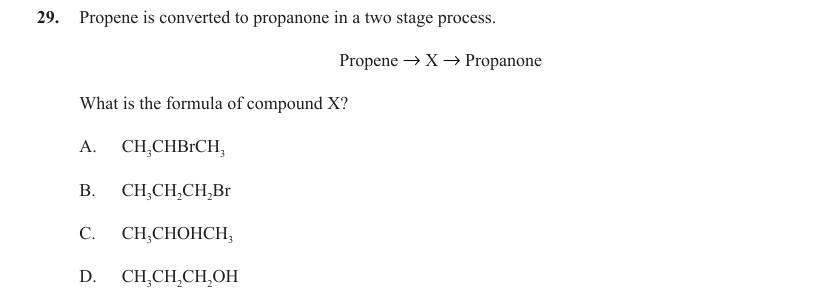 29. Propene is converted to propanone in a two stage process.
Propene → X → Propanone
What is the formula of compound X?
A. CH₃CHBrCH₃
B. CH₃CH₂CH₂Br
C. CH₃CHOHCH₃
D. CH₃CH₂CH₂OH